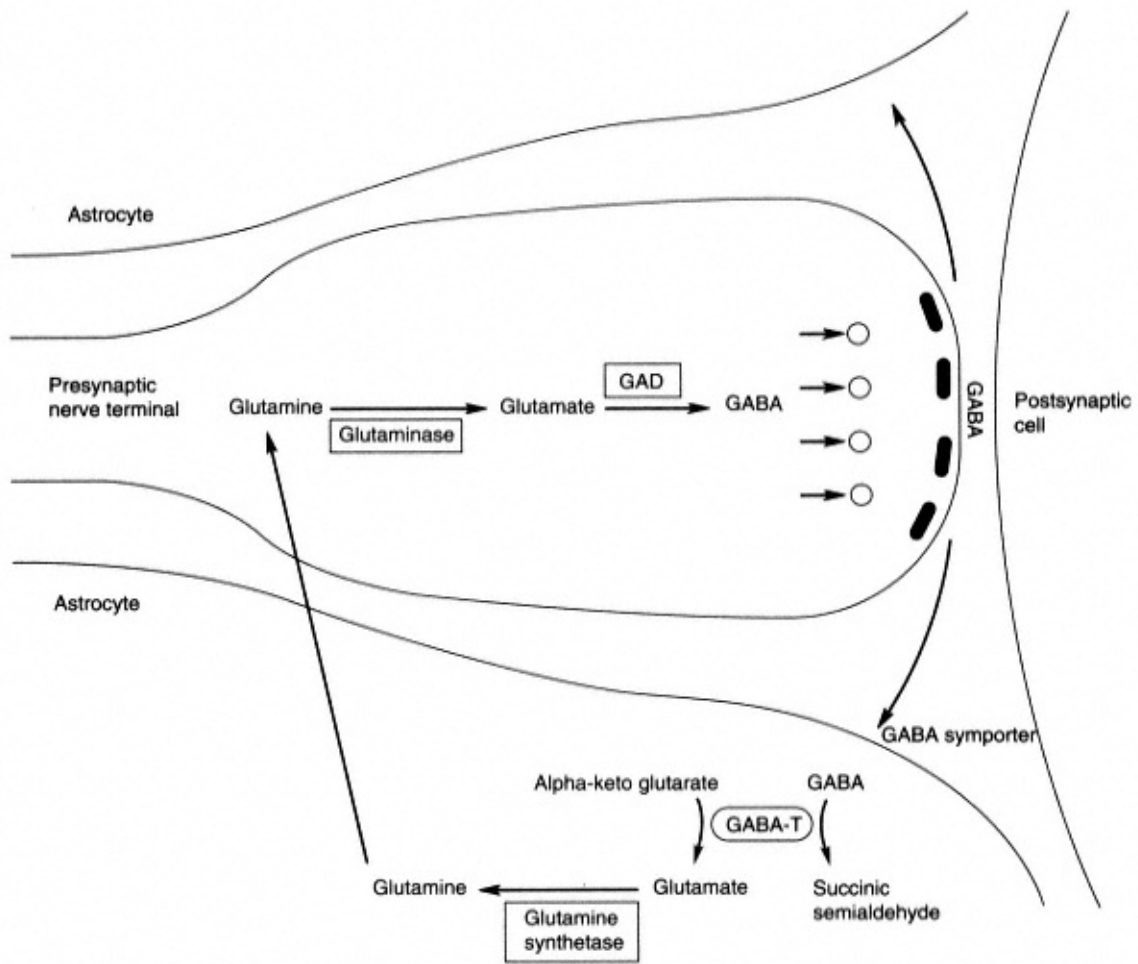 Astrocyte
Presynaptic
nerve terminal
Glutamine
Glutaminase
Glutamate
GAD
GABA
GABA
Postsynaptic
cell
Astrocyte
GABA symporter
Alpha-keto glutarate
GABA
GABA-T
Glutamine
Glutamate
Succinic
semialdehyde
Glutamine
synthetase